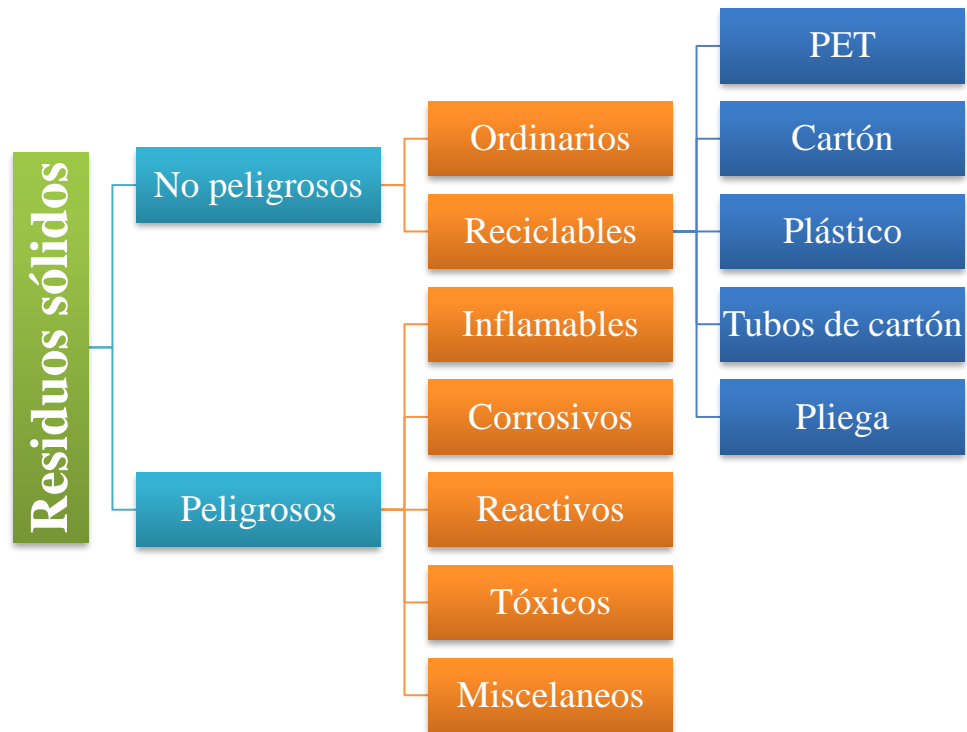 Residuos sólidos
No peligrosos
Ordinarios
Reciclables
PET
Cartón
Plástico
Tubos de cartón
Pliega
Peligrosos
Inflamables
Corrosivos
Reactivos
Tóxicos
Miscelaneos